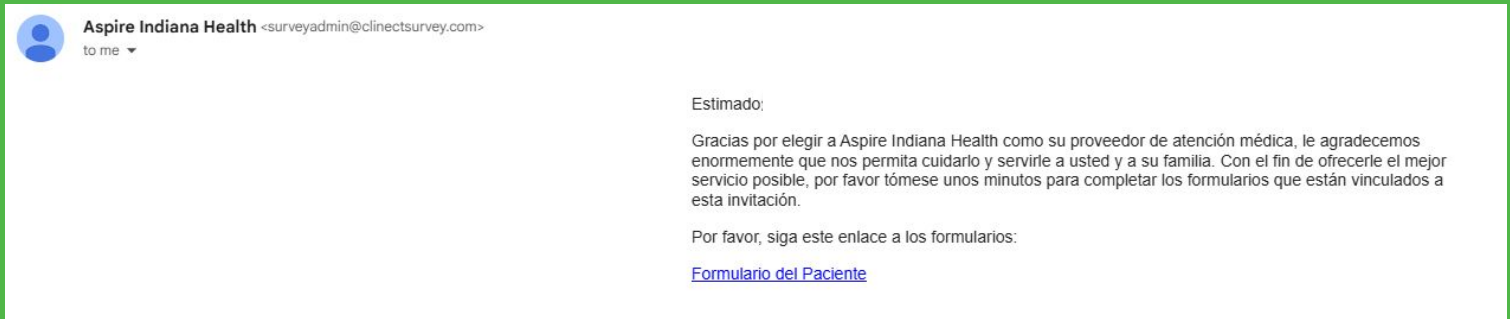 Aspire Indiana Health <surveyadmin@clinectsurvey.com>
to me
Estimado:
Gracias por elegir a Aspire Indiana Health como su proveedor de atención médica, le agradecemos
enormemente que nos permita cuidarlo y servirle a usted y a su familia. Con el fin de ofrecerle el mejor
servicio posible, por favor tómese unos minutos para completar los formularios que están vinculados a
esta invitación.
Por favor, siga este enlace a los formularios:
Formulario del Paciente